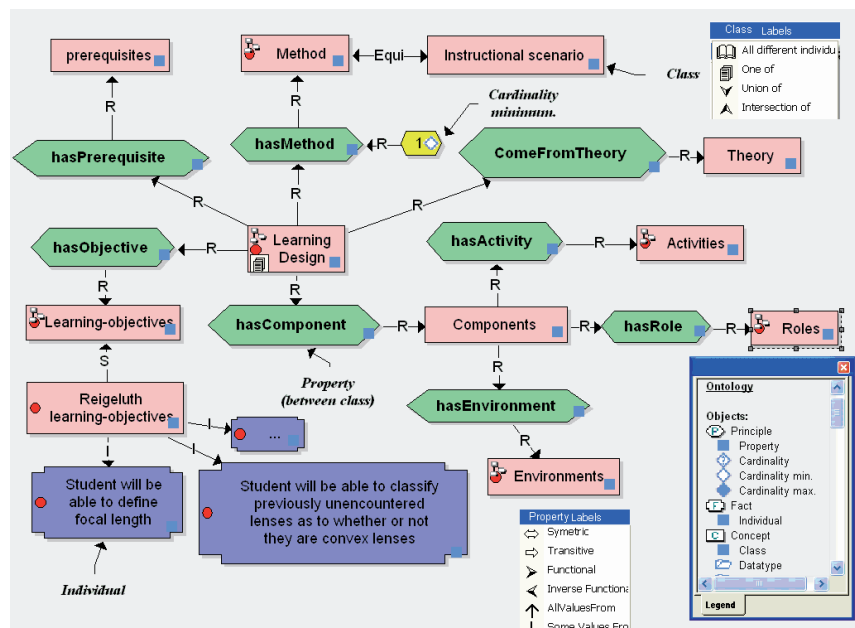 prerequisites
Method
Equi
Instructional scenario
Class
Class Labels
All different individu
One of
Union of
Intersection of
R
R
Cardinality
minimum.
hasPrerequisite
hasMethod
R
1
ComeFromTheory
R
Theory
R
R
R
hasObjective
R
Learning
Design
hasActivity
R
Activities
R
R
R
Learning-objectives
hasComponent
R
Components
R
hasRole
R
Roles
S
Property
(between class)
R
Reigeluth
learning-objectives
I
...
hasEnvironment
I
I
R
Environments
Student will be
able to define
focal length
Student will be able to classify
previously unencountered
lenses as to whether or not
they are convex lenses
Individual
Property Labels
Symetric
Transitive
Functional
Inverse Functiona
AllValuesFrom
Some Values Fro
Ontology
Objects:
P Principle
Property
Cardinality
Cardinality min.
Cardinality max.
F Fact
Individual
C Concept
Class
Datatype
Legend